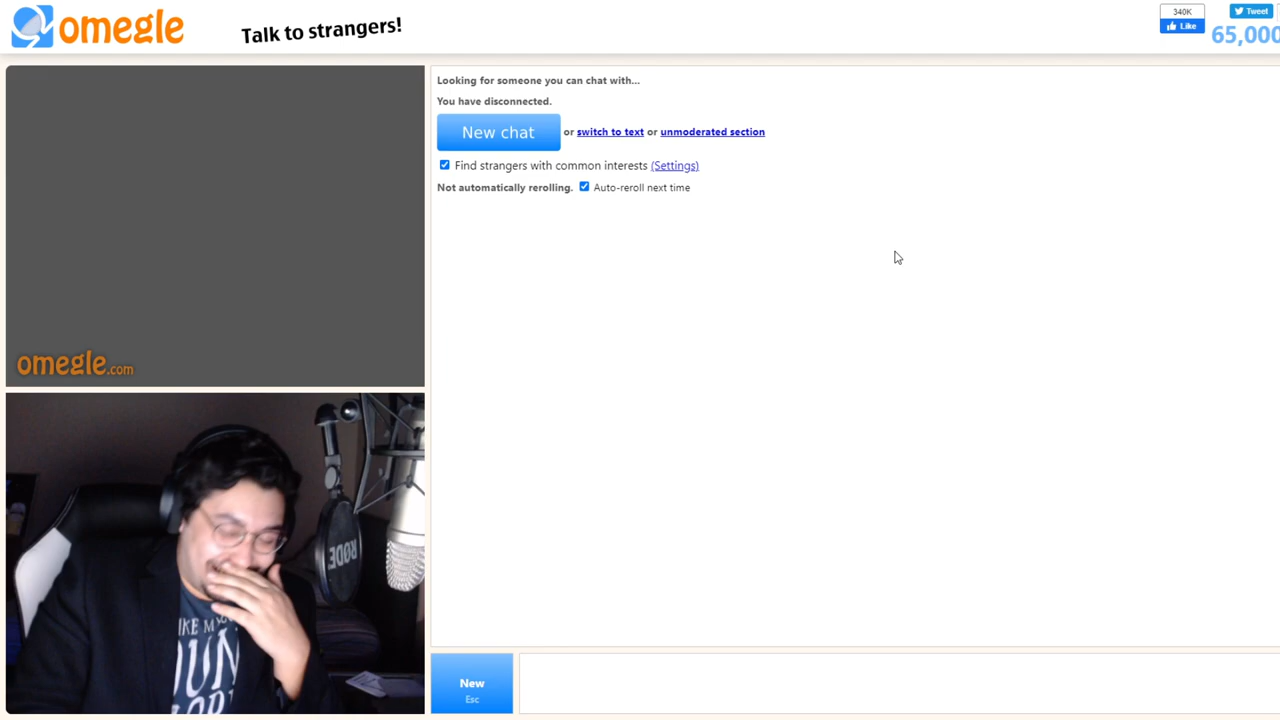 omegle
Talk to strangers!
340K
Like
Tweet
65,000
Looking for someone you can chat with...
You have disconnected.
New chat or switch to text or unmoderated section
Find strangers with common interests (Settings)
Not automatically rerolling. Auto-reroll next time
omegle.com
RØDE
New
Esc